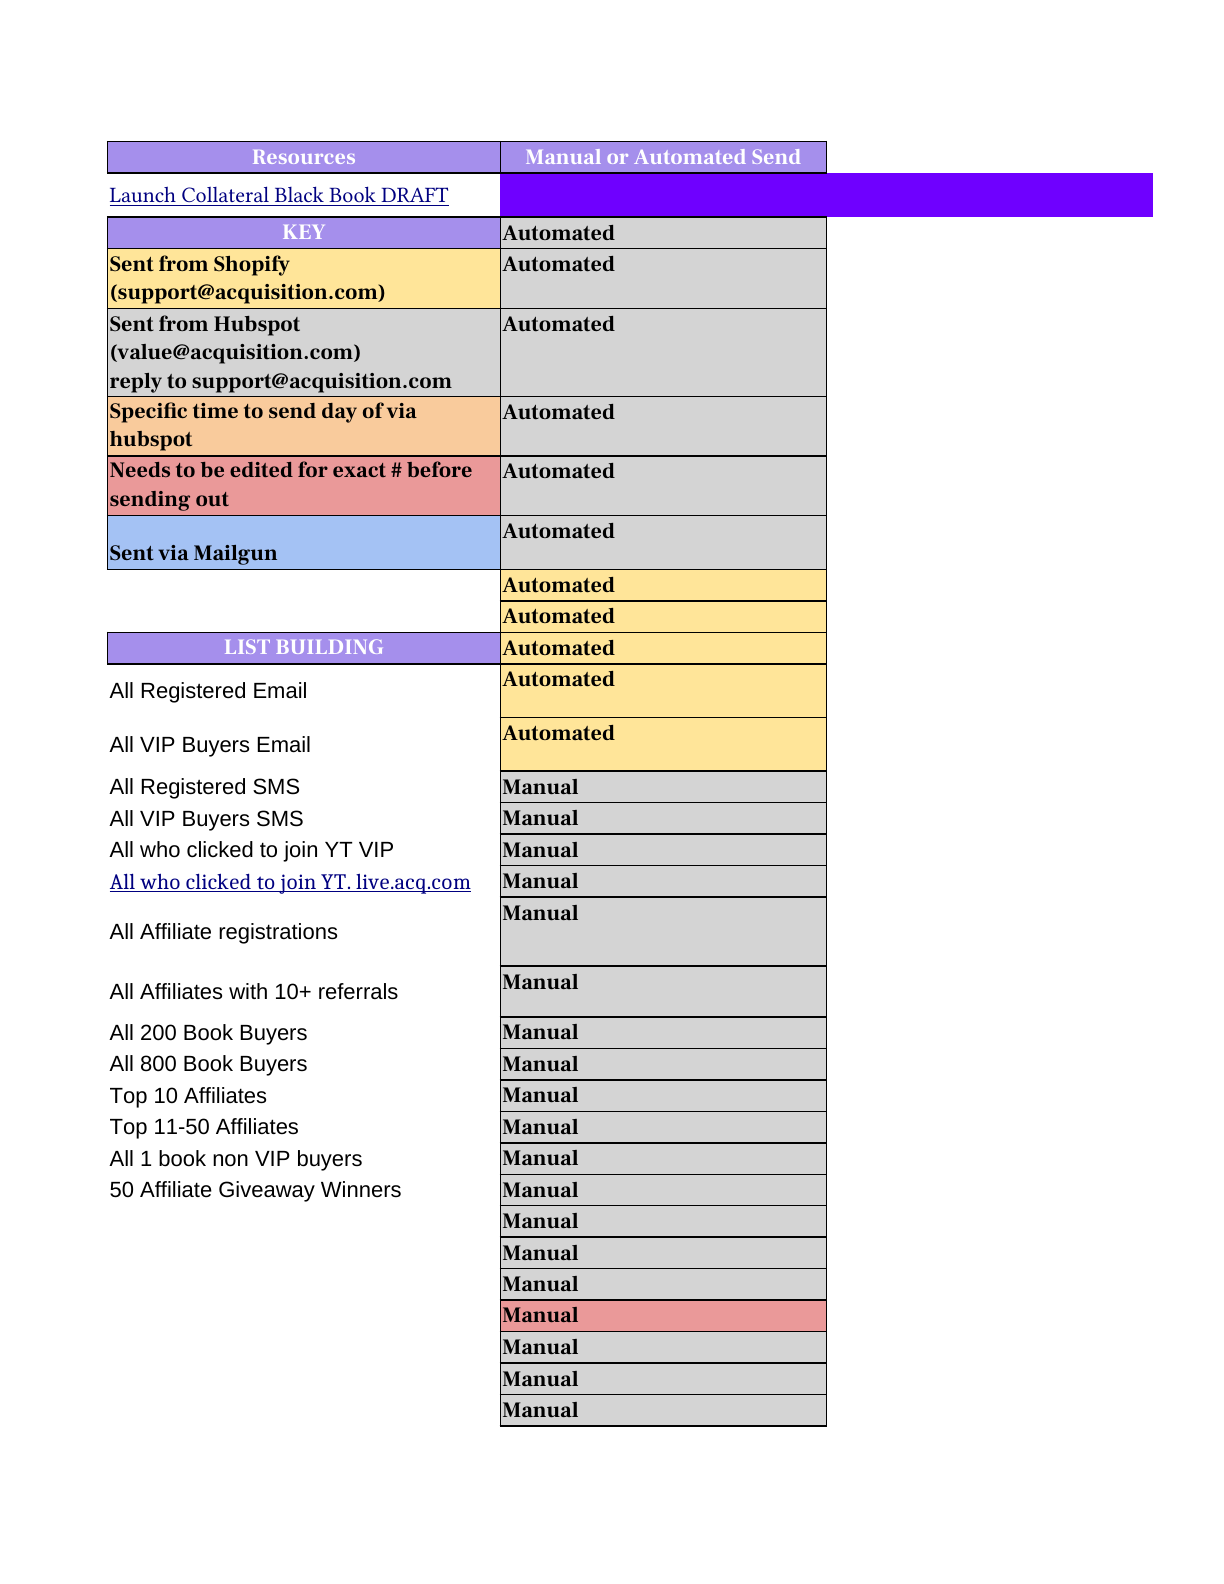 Resources
Manual or Automated Send
Launch Collateral Black Book DRAFT
KEY
Automated
Sent from Shopify
(support@acquisition.com)
Automated
Sent from Hubspot
(value@acquisition.com)
reply to support@acquisition.com
Automated
Specific time to send day of via
hubspot
Automated
Needs to be edited for exact # before
sending out
Automated
Sent via Mailgun
Automated
Automated
Automated
LIST BUILDING
Automated
All Registered Email
Automated
All VIP Buyers Email
Automated
All Registered SMS
Manual
All VIP Buyers SMS
Manual
All who clicked to join YT VIP
Manual
All who clicked to join YT. live.acq.com
Manual
All Affiliate registrations
Manual
All Affiliates with 10+ referrals
Manual
All 200 Book Buyers
Manual
All 800 Book Buyers
Manual
Top 10 Affiliates
Manual
Top 11-50 Affiliates
Manual
All 1 book non VIP buyers
Manual
50 Affiliate Giveaway Winners
Manual
Manual
Manual
Manual
Manual
Manual
Manual
Manual